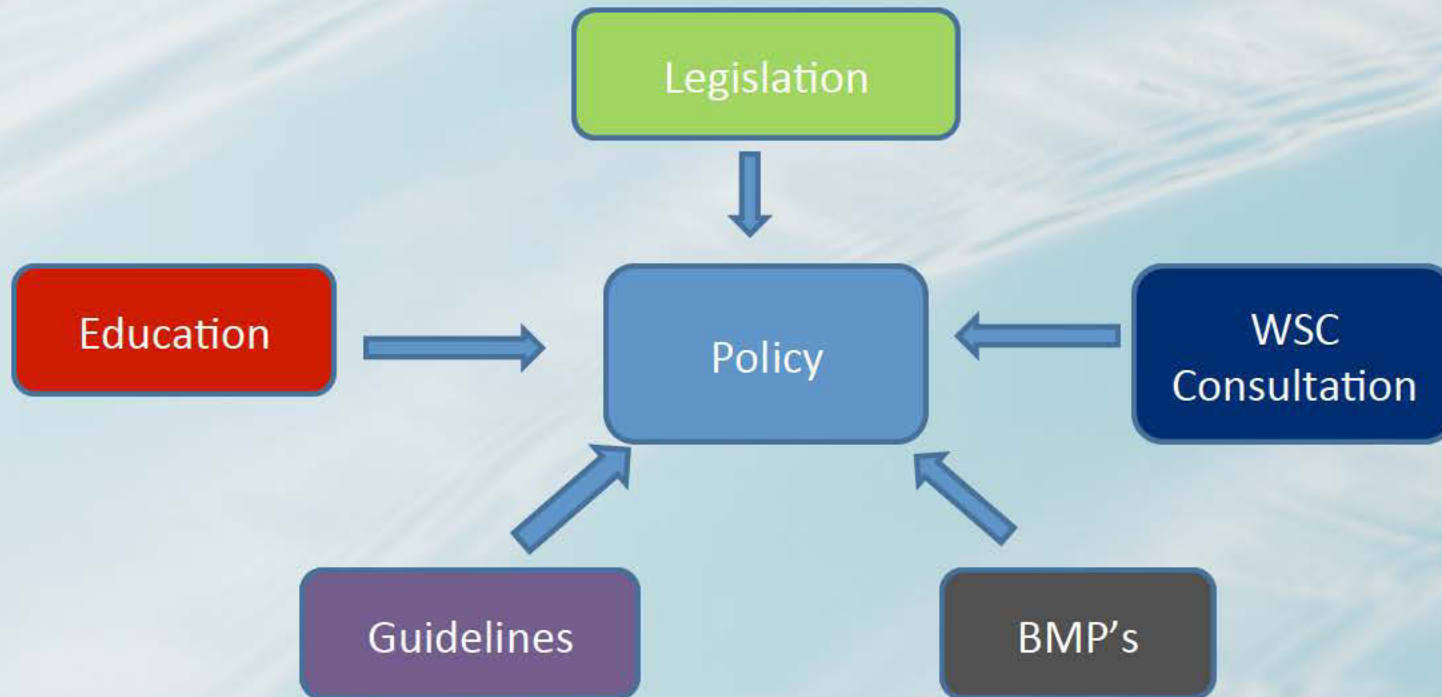 Legislation
Education
Policy
WSC
Consultation
Guidelines
BMP’s